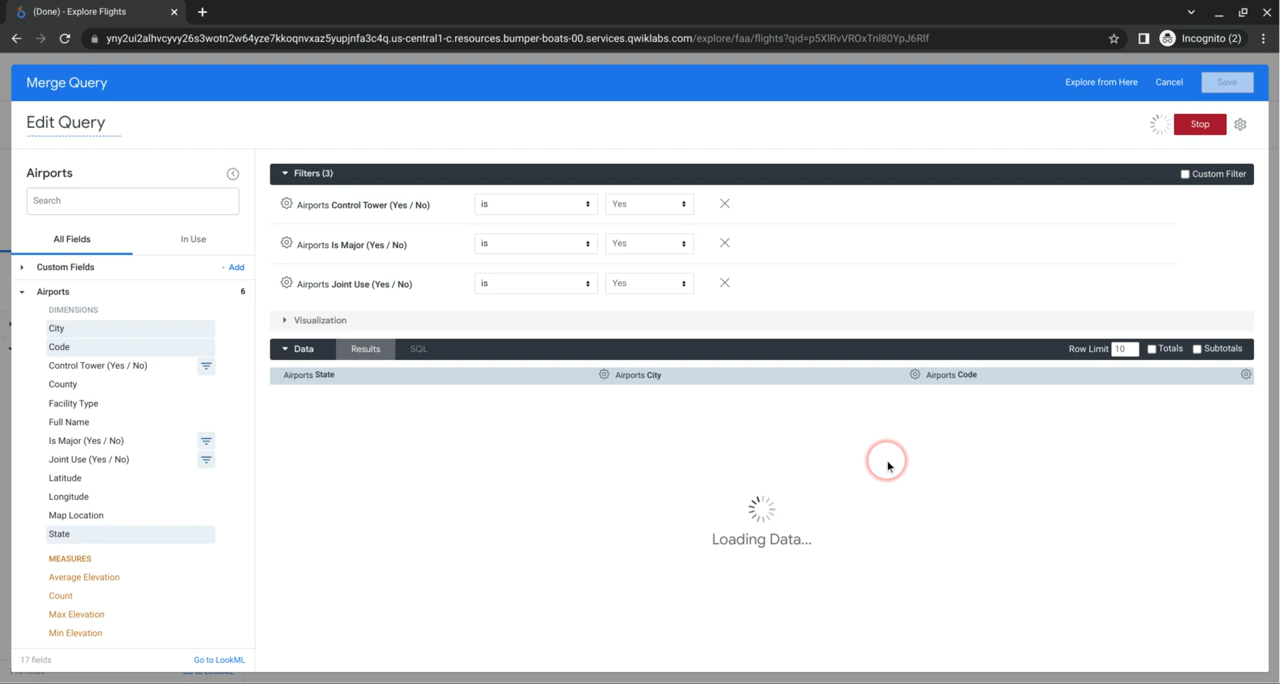 (Done) - Explore Flights
yny2ui2alhvcyvy26s3wotn2w64yze7kkoqnvxaz5yupjnfa3c4q.us-central1-c.resources.bumper-boats-00.services.qwiklabs.com/explore/faa/flights?qid=p5XlRvVROxTnl80YpJ6Rlf
Incognito (2)
Merge Query
Explore from Here
Cancel
Save
Edit Query
Stop
Airports
Search
All Fields
In Use
Custom Fields
+ Add
Airports
6
DIMENSIONS
City
Code
Control Tower (Yes / No)
County
Facility Type
Full Name
Is Major (Yes / No)
Joint Use (Yes / No)
Latitude
Longitude
Map Location
State
MEASURES
Average Elevation
Count
Max Elevation
Min Elevation
17 fields
Go to LookML
Filters (3)
Custom Filter
Airports Control Tower (Yes / No)
is
Yes
Airports Is Major (Yes / No)
is
Yes
Airports Joint Use (Yes / No)
is
Yes
Visualization
Data
Results
SQL
Row Limit 10
Totals
Subtotals
Airports State
Airports City
Airports Code
Loading Data...